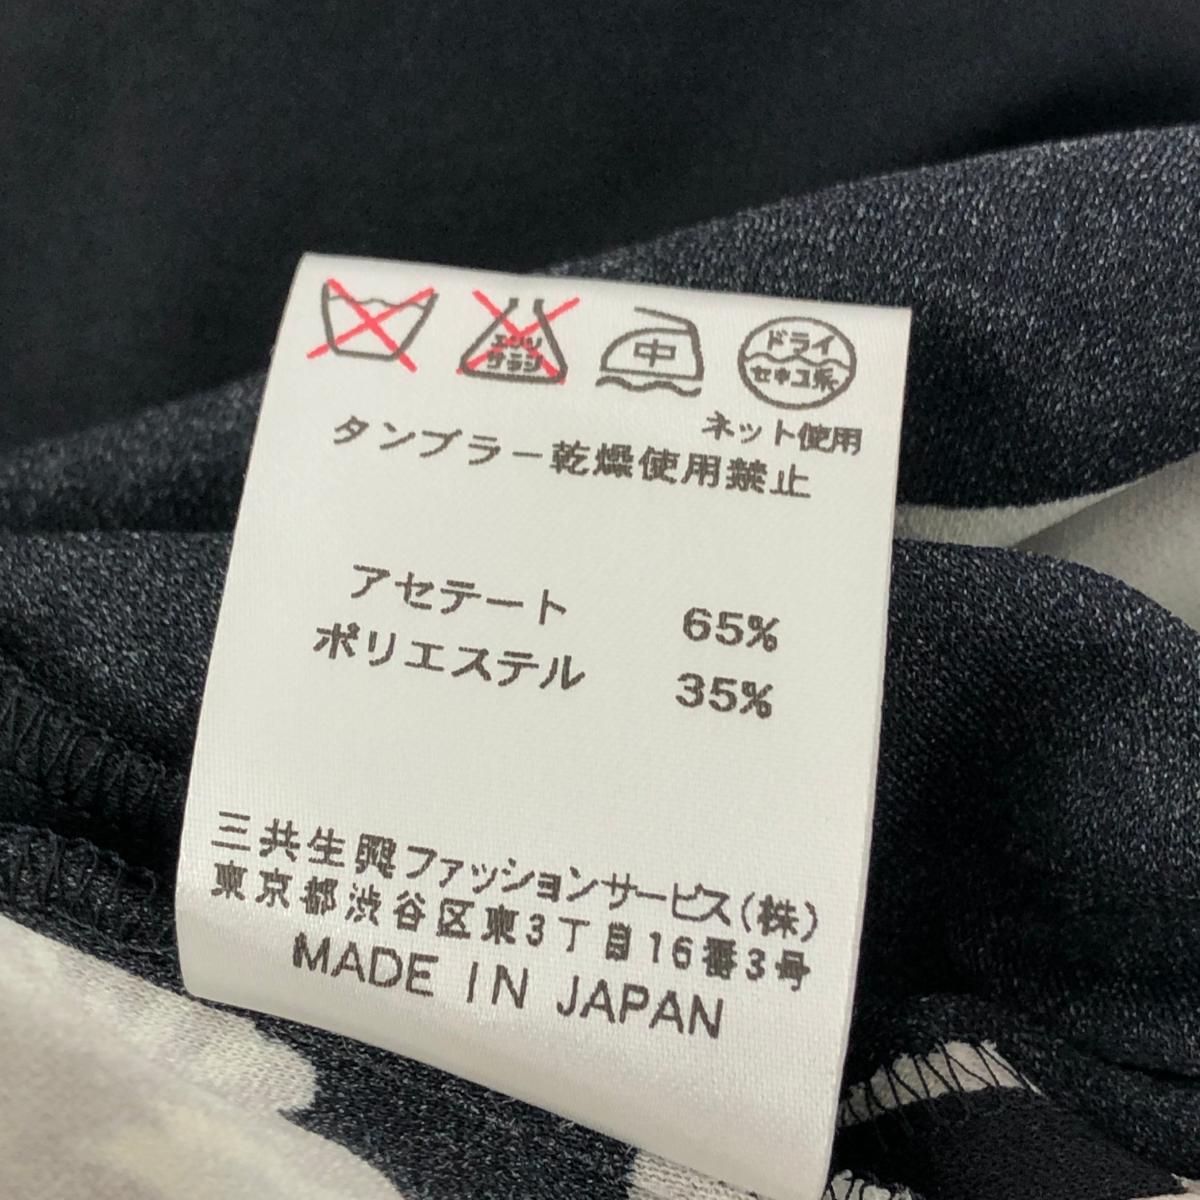 エンソ
サラシ
中
ドライ
セキユ系
ネット使用
タンブラー乾燥使用禁止
アセテート 65%
ポリエステル 35%
三共生興ファッションサービス(株)
東京都渋谷区東3丁目16番3号
MADE IN JAPAN